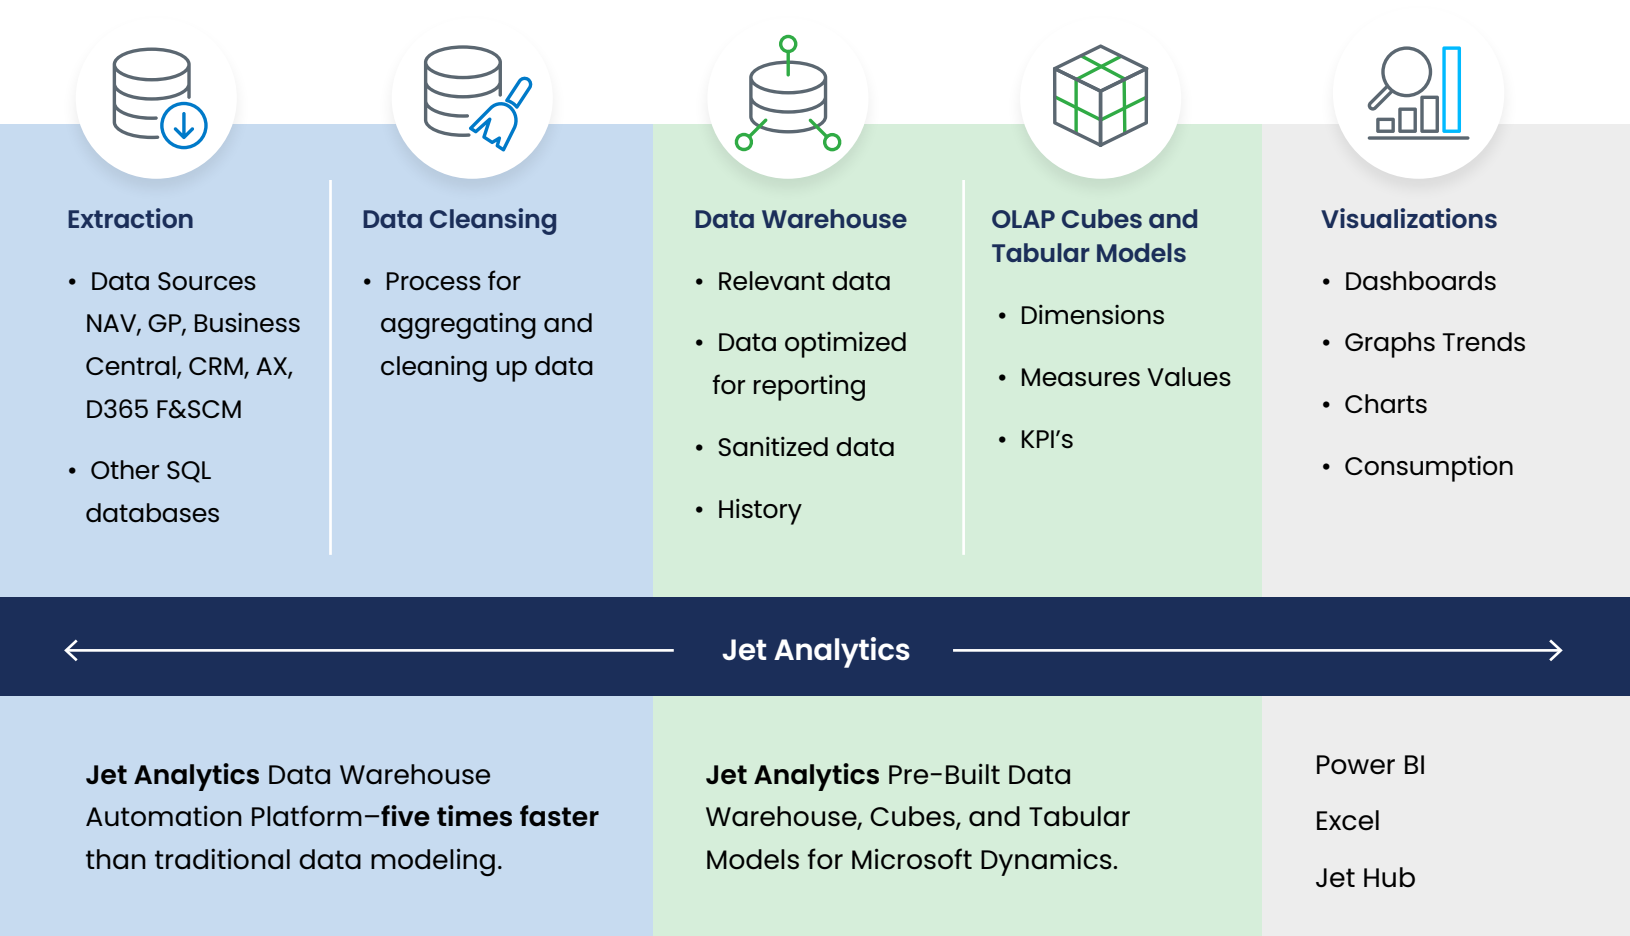 Extraction
• Data Sources
NAV, GP, Business
Central, CRM, AX,
D365 F&SCM
• Other SQL
databases
Data Cleansing
• Process for
aggregating and
cleaning up data
Data Warehouse
• Relevant data
• Data optimized
for reporting
• Sanitized data
• History
OLAP Cubes and
Tabular Models
• Dimensions
• Measures Values
• KPI’s
Visualizations
• Dashboards
• Graphs Trends
• Charts
• Consumption
Jet Analytics
Jet Analytics Data Warehouse
Automation Platform–five times faster
than traditional data modeling.
Jet Analytics Pre-Built Data
Warehouse, Cubes, and Tabular
Models for Microsoft Dynamics.
Power BI
Excel
Jet Hub